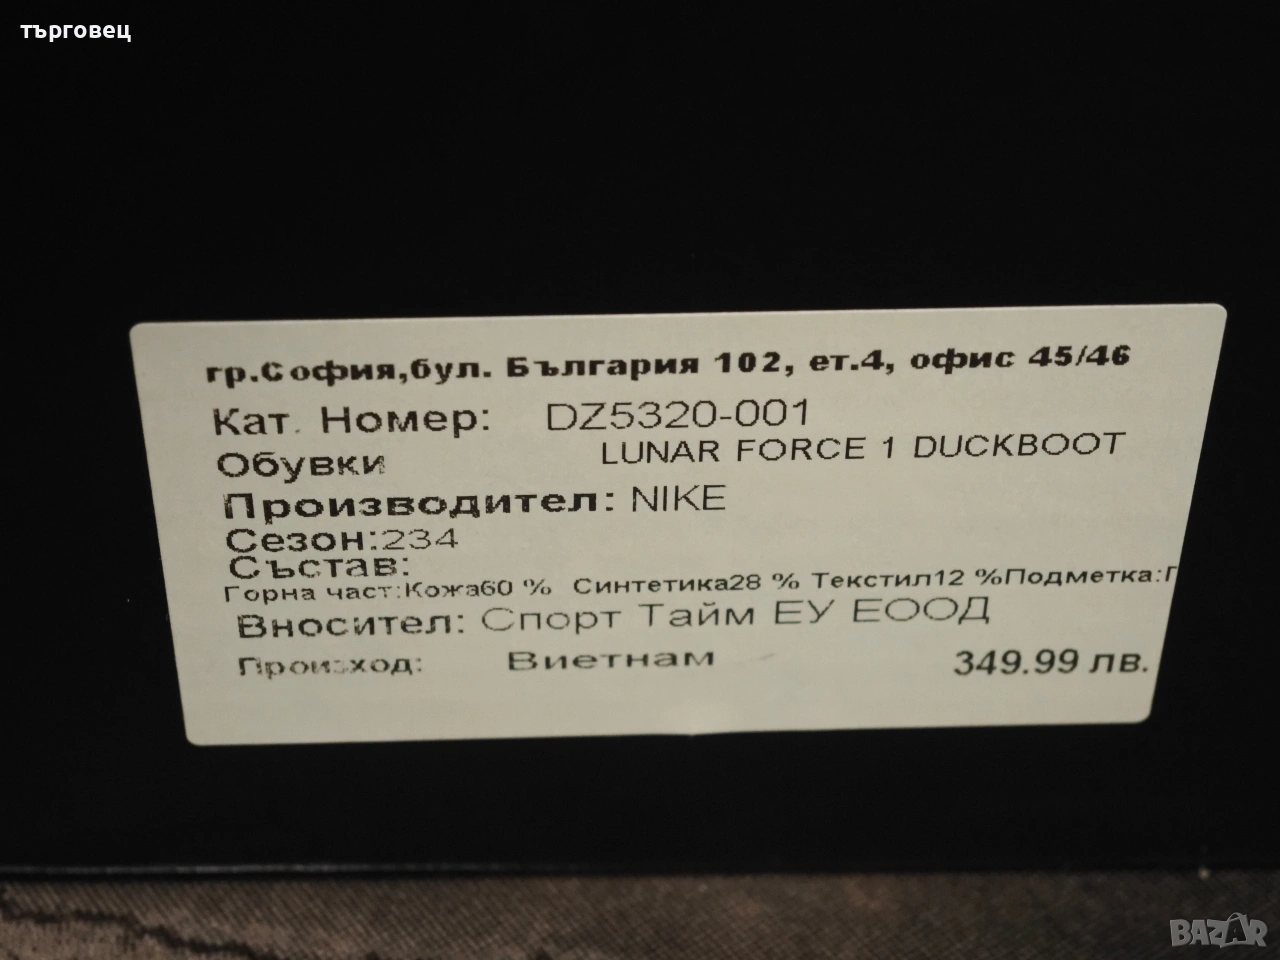 търговец
гр.София,бул. България 102, ет.4, офис 45/46
Кат. Номер: DZ5320-001
Обувки LUNAR FORCE 1 DUCKBOOT
Производител: NIKE
Сезон:234
Състав:
Горна част:Кожа60 % Синтетика28 % Текстил12 %Подметка:Г
Вносител: Спорт Тайм ЕУ ЕООД
Произход: Виетнам 349.99 лв.
BAZAR